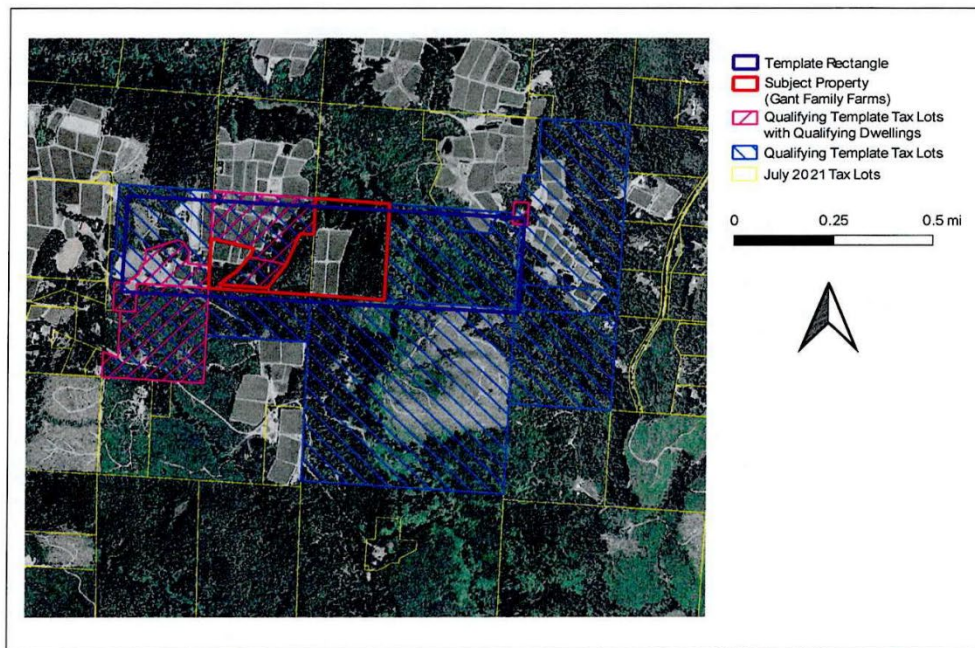 Template Rectangle
Subject Property
(Gant Family Farms)
Qualifying Template Tax Lots
with Qualifying Dwellings
Qualifying Template Tax Lots
July 2021 Tax Lots
0 0.25 0.5 mi